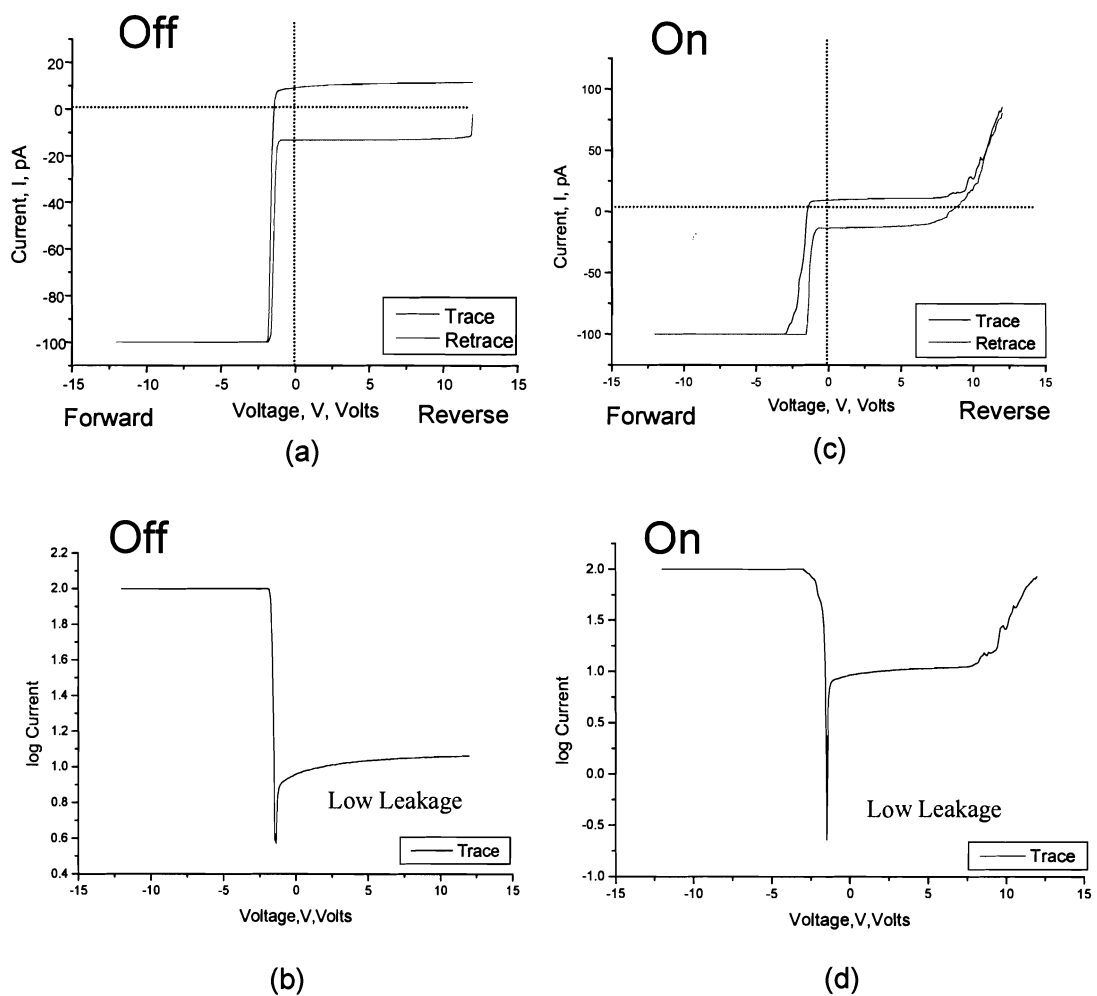 Off
20
0
-20
-40
-60
-80
-100
Current, I, pA
Trace
Retrace
-15 -10 -5 0 5 10 15
Forward Voltage, V, Volts Reverse
(a)
On
100
50
0
-50
-100
Current, I, pA
Trace
Retrace
-15 -10 -5 0 5 10 15
Forward Voltage, V, Volts Reverse
(c)
Off
2.2
2.0
1.8
1.6
1.4
1.2
1.0
0.8
0.6
0.4
log Current
Low Leakage
Trace
-15 -10 -5 0 5 10 15
Voltage,V,Volts
(b)
On
2.0
1.5
1.0
0.5
0.0
-0.5
-1.0
log Current
Low Leakage
Trace
-15 -10 -5 0 5 10 15
Voltage,V,Volts
(d)